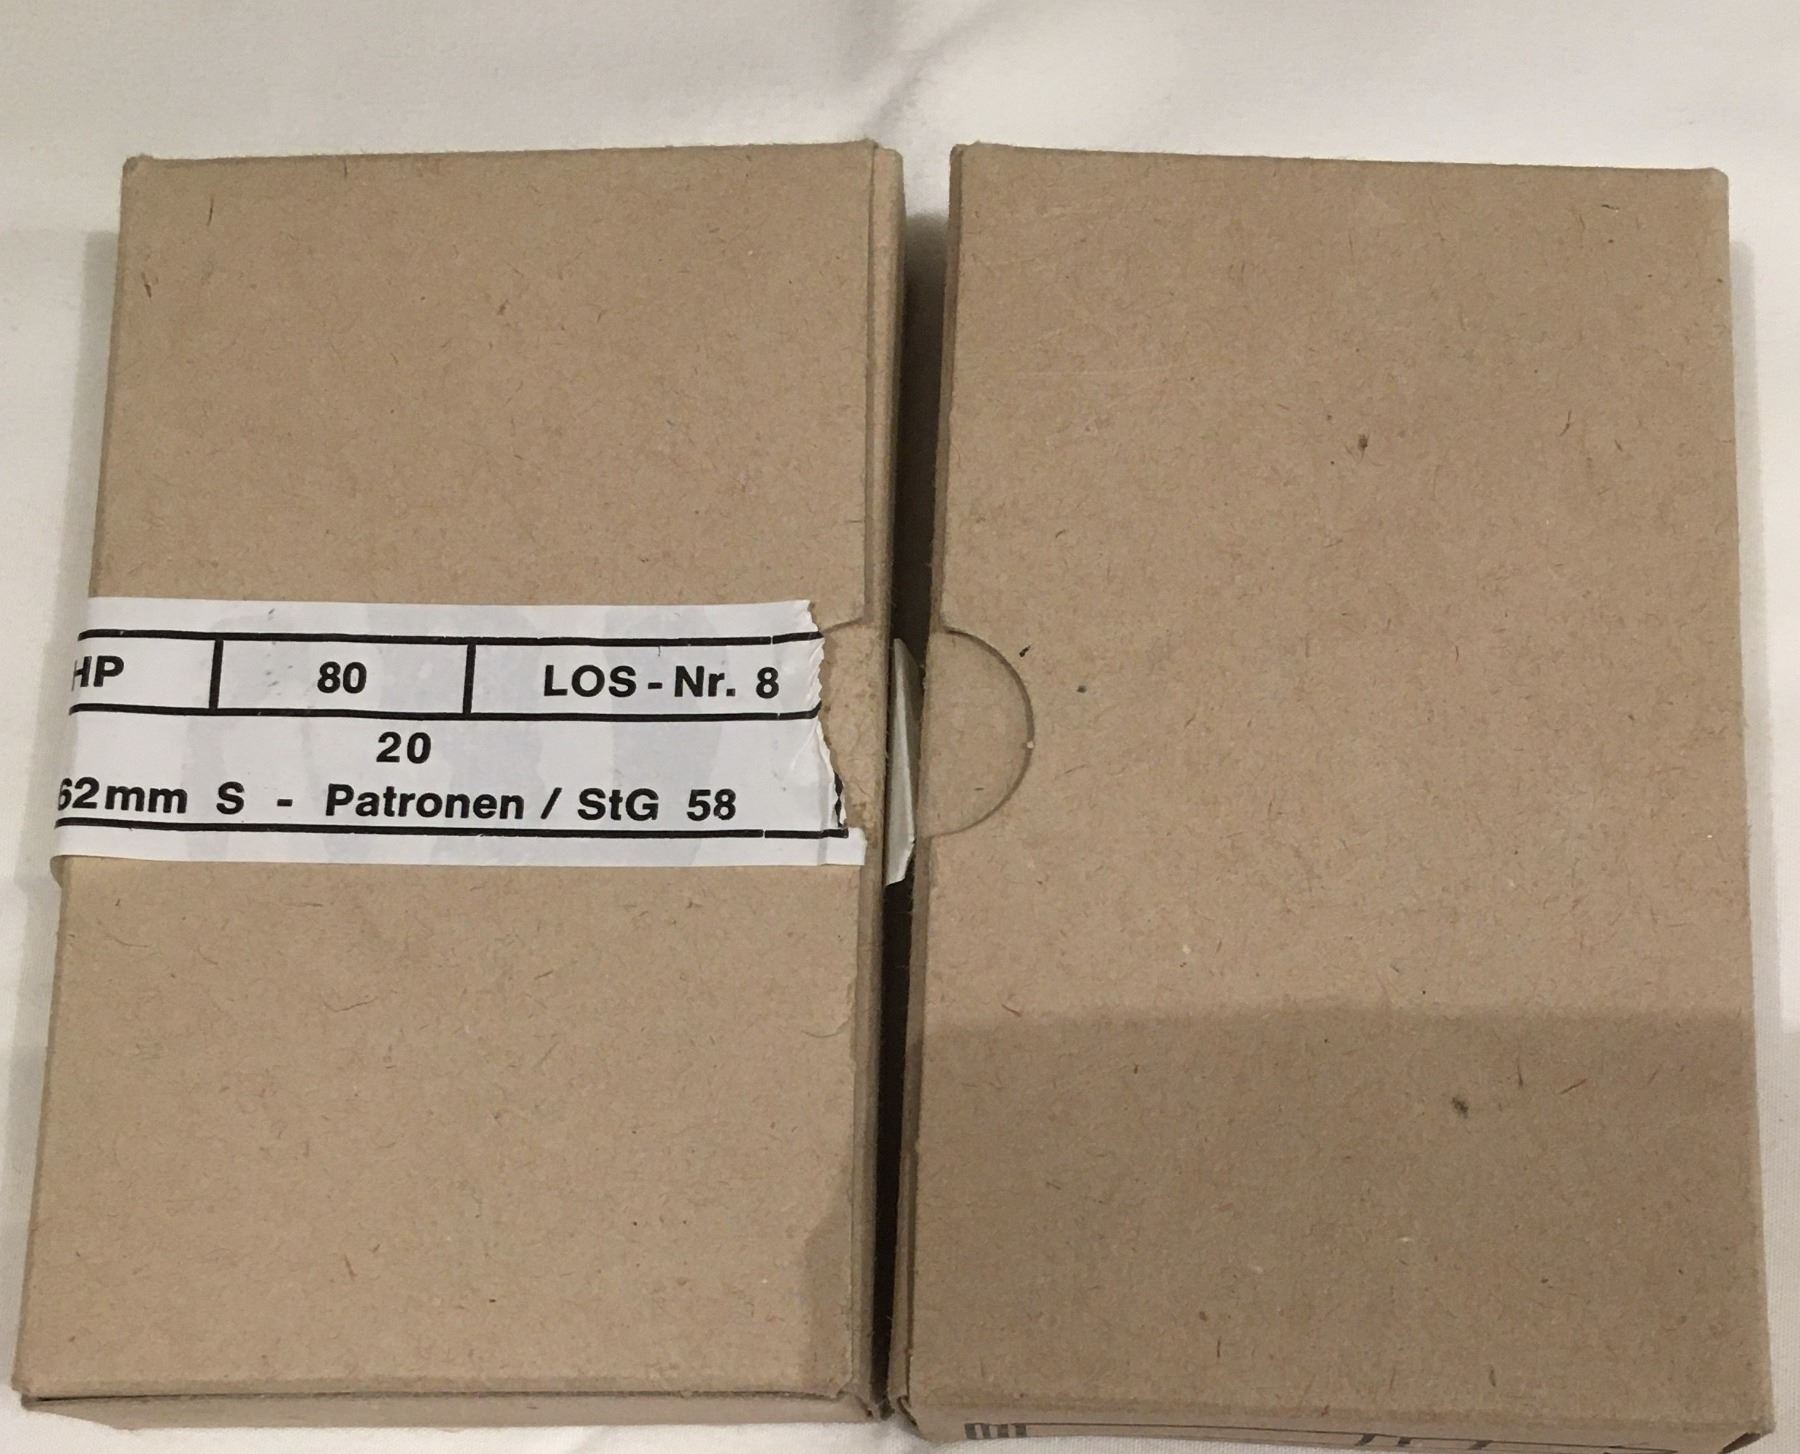 HP 80 LOS-Nr. 8
20
62mm S - Patronen / StG 58